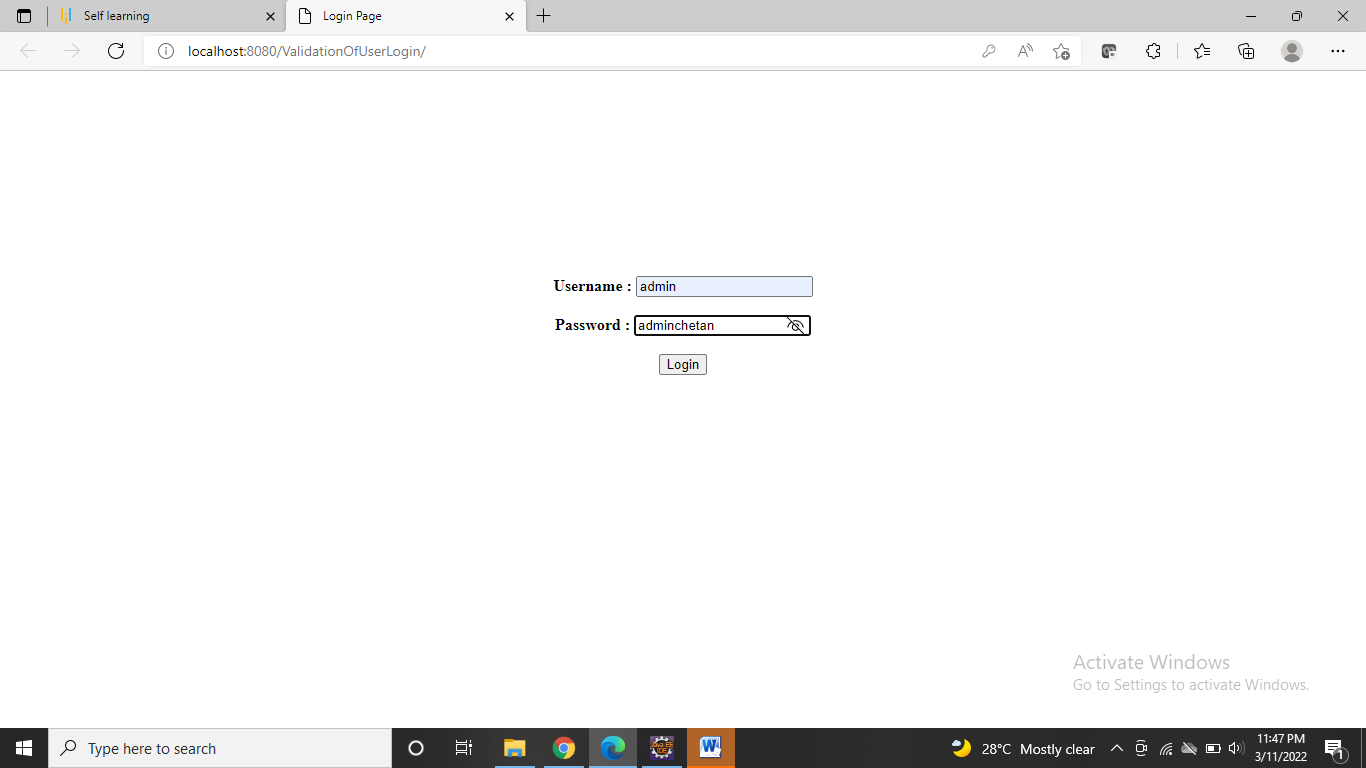 Self learning
Login Page
localhost:8080/ValidationOfUserLogin/
Username : admin
Password : adminchetan
Login
Activate Windows
Go to Settings to activate Windows.
Type here to search
28°C Mostly clear
11:47 PM
3/11/2022
1